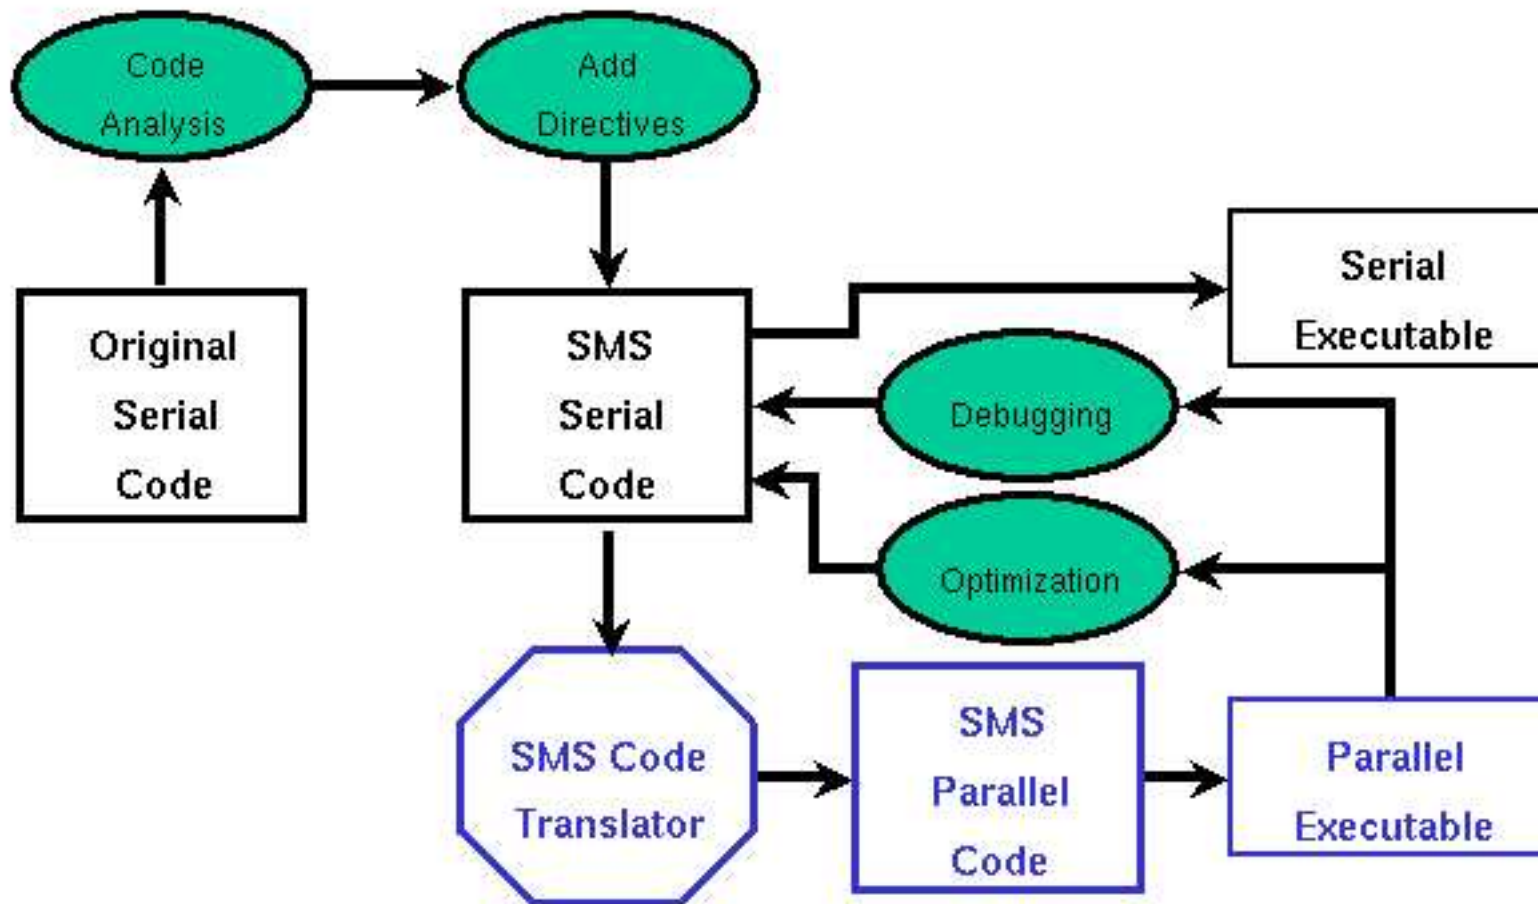 Code
Analysis
Add
Directives
Original
Serial
Code
SMS
Serial
Code
Serial
Executable
Debugging
Optimization
SMS Code
Translator
SMS
Parallel
Code
Parallel
Executable